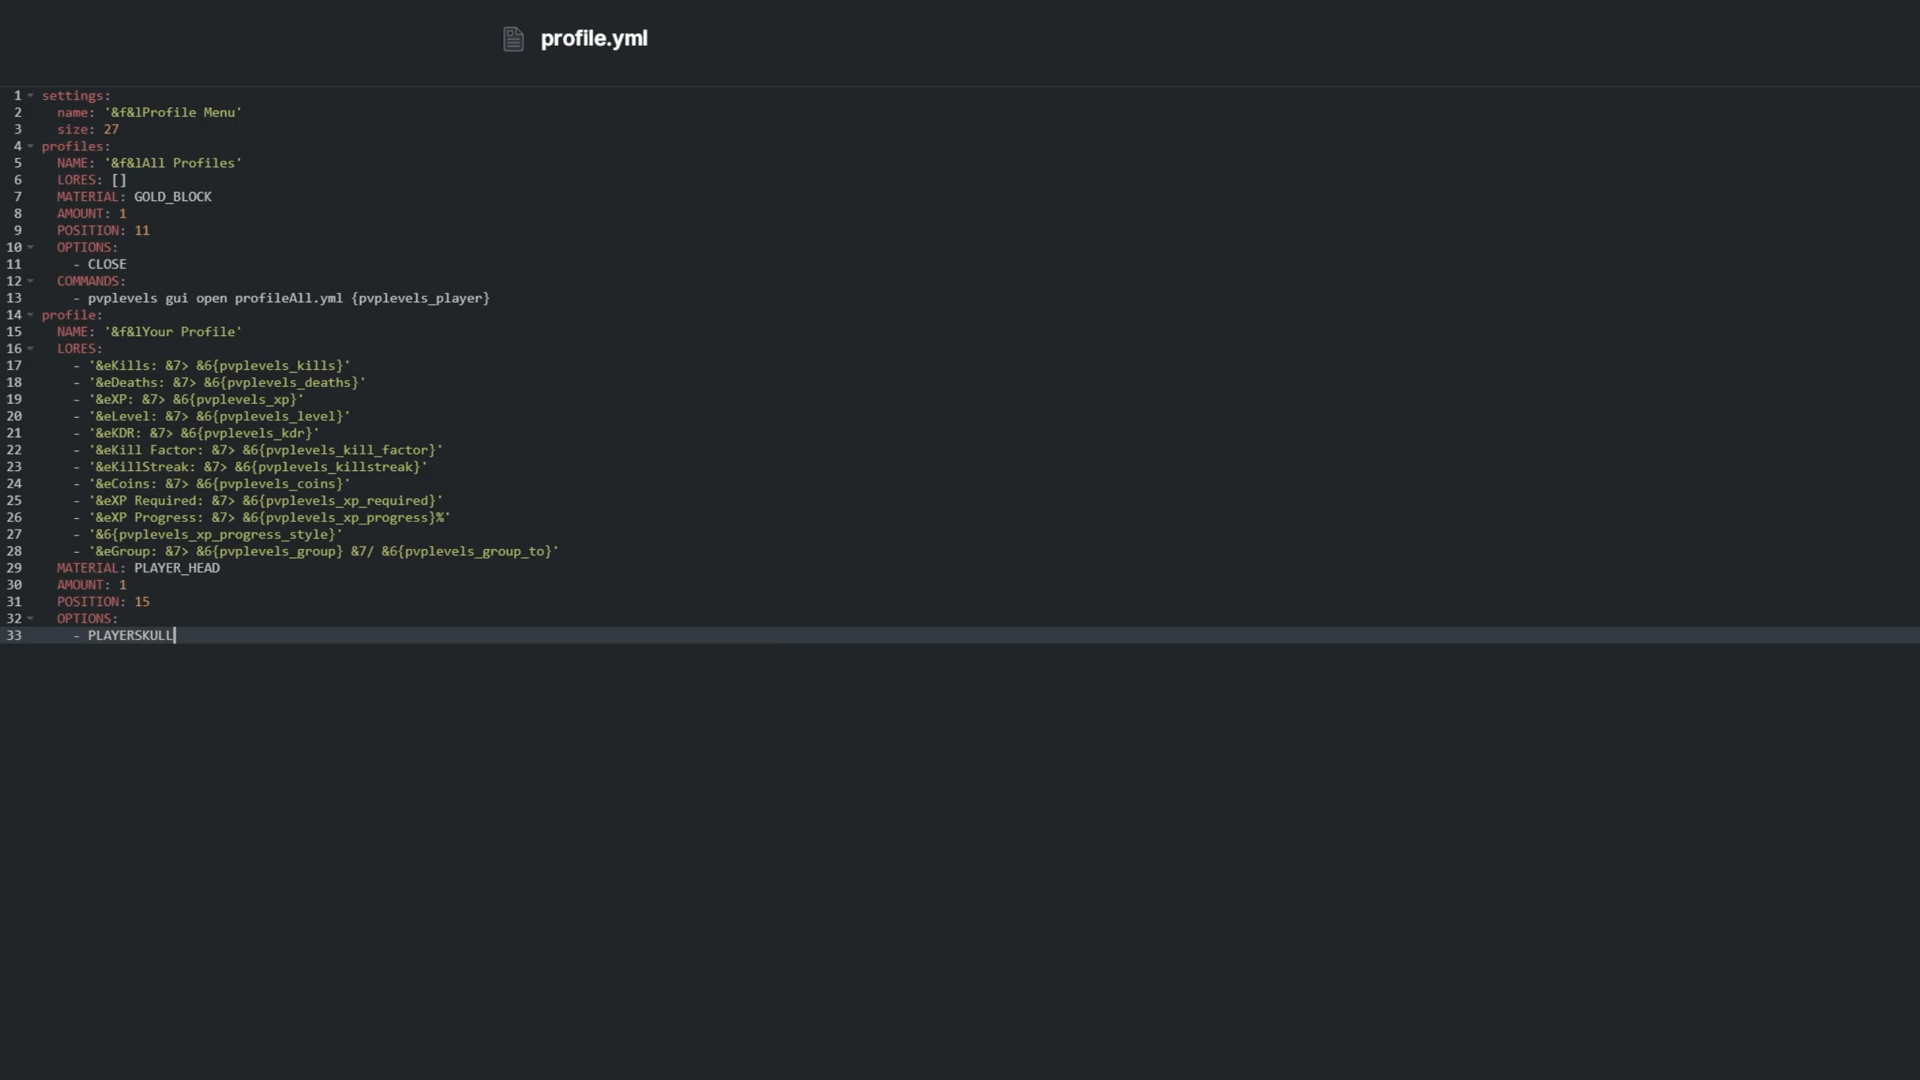 profile.yml
1 settings:
2 name: '&f&lProfile Menu'
3 size: 27
4 profiles:
5 NAME: '&f&lAll Profiles'
6 LORES: []
7 MATERIAL: GOLD_BLOCK
8 AMOUNT: 1
9 POSITION: 11
10 OPTIONS:
11 - CLOSE
12 COMMANDS:
13 - pvplevels gui open profileAll.yml {pvplevels_player}
14 profile:
15 NAME: '&f&lYour Profile'
16 LORES:
17 - '&eKills: &7> &6{pvplevels_kills}'
18 - '&eDeaths: &7> &6{pvplevels_deaths}'
19 - '&eXP: &7> &6{pvplevels_xp}'
20 - '&eLevel: &7> &6{pvplevels_level}'
21 - '&eKDR: &7> &6{pvplevels_kdr}'
22 - '&eKill Factor: &7> &6{pvplevels_kill_factor}'
23 - '&eKillStreak: &7> &6{pvplevels_killstreak}'
24 - '&eCoins: &7> &6{pvplevels_coins}'
25 - '&eXP Required: &7> &6{pvplevels_xp_required}'
26 - '&eXP Progress: &7> &6{pvplevels_xp_progress}%'
27 - '&6{pvplevels_xp_progress_style}'
28 - '&eGroup: &7> &6{pvplevels_group} &7/ &6{pvplevels_group_to}'
29 MATERIAL: PLAYER_HEAD
30 AMOUNT: 1
31 POSITION: 15
32 OPTIONS:
33 - PLAYERSKULL